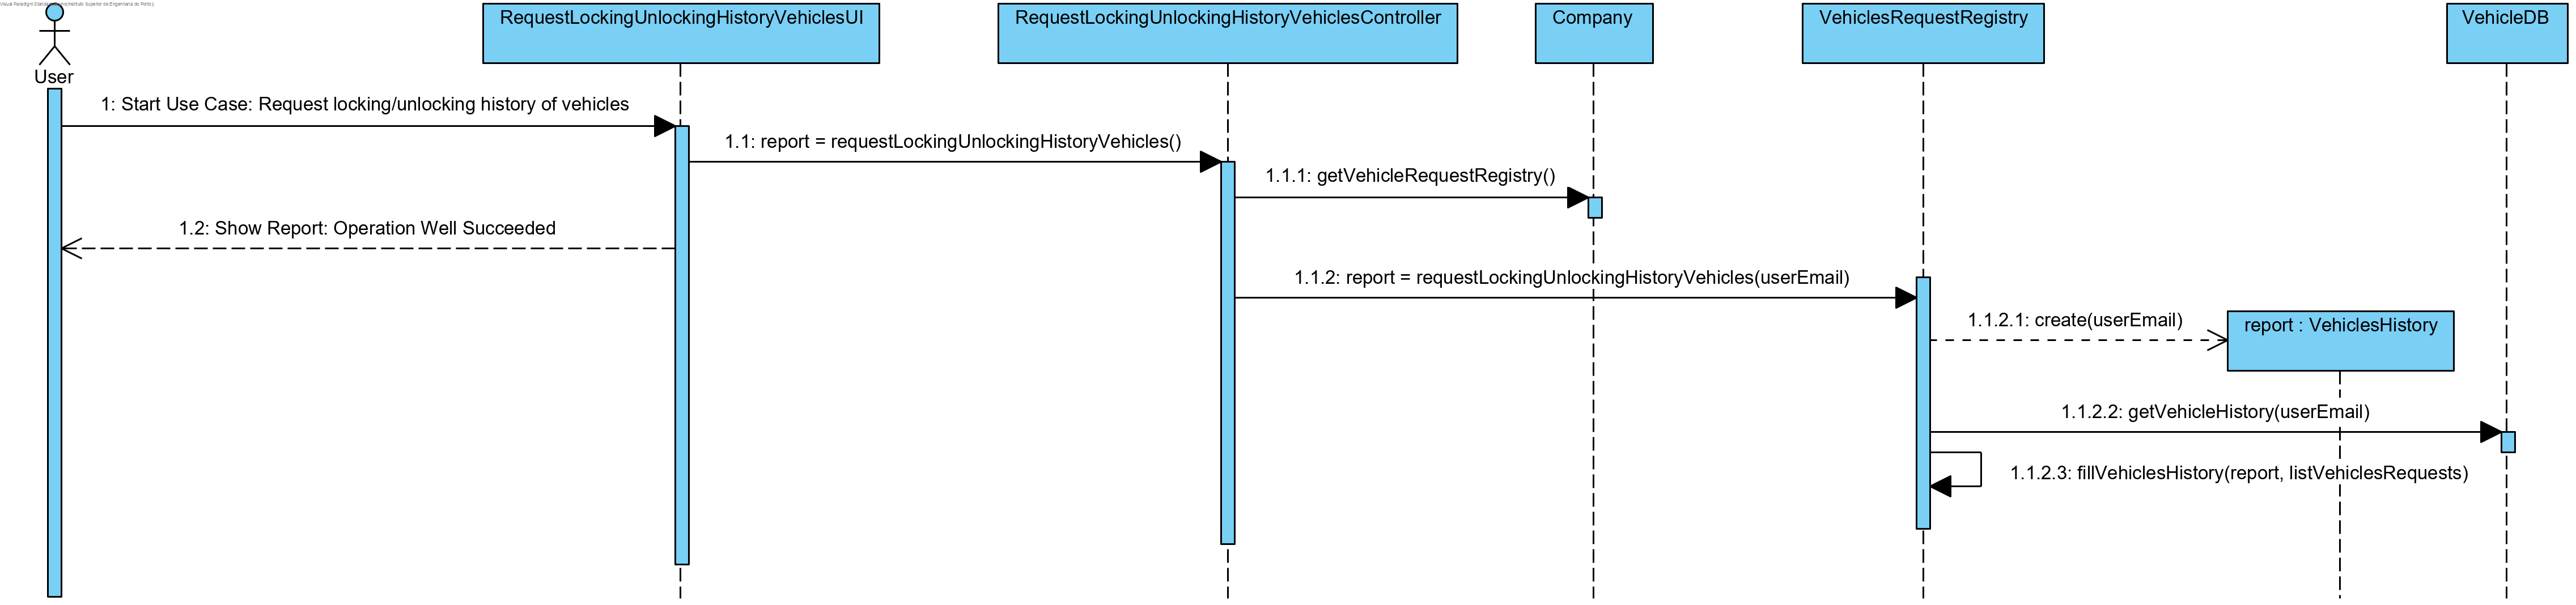 Visual Paradigm Standard
Instituto Superior de Engenharia do Porto)
RequestLockingUnlockingHistoryVehiclesUI
RequestLockingUnlockingHistoryVehiclesController
Company
VehiclesRequestRegistry
VehicleDB
User
1: Start Use Case: Request locking/unlocking history of vehicles
1.1: report = requestLockingUnlockingHistoryVehicles()
1.1.1: getVehicleRequestRegistry()
1.2: Show Report: Operation Well Succeeded
1.1.2: report = requestLockingUnlockingHistoryVehicles(userEmail)
1.1.2.1: create(userEmail)
report : VehiclesHistory
1.1.2.2: getVehicleHistory(userEmail)
1.1.2.3: fillVehiclesHistory(report, listVehiclesRequests)